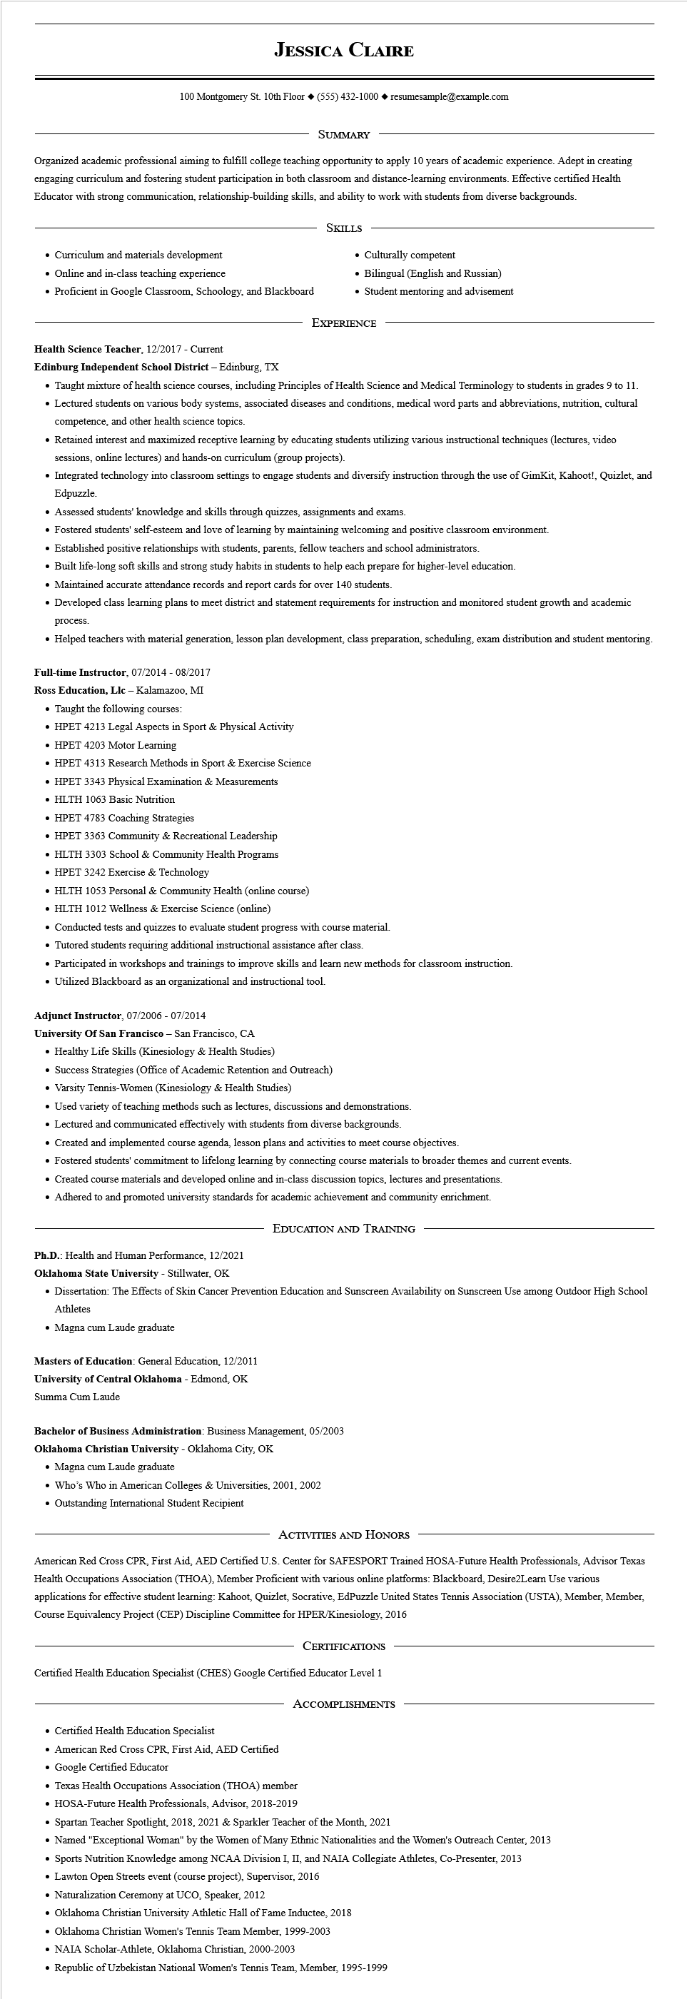 Jessica Claire
100 Montgomery St. 10th Floor ◆ (555) 432-1000 ◆ resumesample@example.com
Summary
Organized academic professional aiming to fulfill college teaching opportunity to apply 10 years of academic experience. Adept in creating
engaging curriculum and fostering student participation in both classroom and distance-learning environments. Effective certified Health
Educator with strong communication, relationship-building skills, and ability to work with students from diverse backgrounds.
Skills
• Curriculum and materials development
• Online and in-class teaching experience
• Proficient in Google Classroom, Schoology, and Blackboard
• Culturally competent
• Bilingual (English and Russian)
• Student mentoring and advisement
Experience
Health Science Teacher, 12/2017 - Current
Edinburg Independent School District – Edinburg, TX
• Taught mixture of health science courses, including Principles of Health Science and Medical Terminology to students in grades 9 to 11.
• Lectured students on various body systems, associated diseases and conditions, medical word parts and abbreviations, nutrition, cultural
competence, and other health science topics.
• Retained interest and maximized receptive learning by educating students utilizing various instructional techniques (lectures, video
sessions, online lectures) and hands-on curriculum (group projects).
• Integrated technology into classroom settings to engage students and diversify instruction through the use of GimKit, Kahoot!, Quizlet, and
Edpuzzle.
• Assessed students' knowledge and skills through quizzes, assignments and exams.
• Fostered students' self-esteem and love of learning by maintaining welcoming and positive classroom environment.
• Established positive relationships with students, parents, fellow teachers and school administrators.
• Built life-long soft skills and strong study habits in students to help each prepare for higher-level education.
• Maintained accurate attendance records and report cards for over 140 students.
• Developed class learning plans to meet district and statement requirements for instruction and monitored student growth and academic
process.
• Helped teachers with material generation, lesson plan development, class preparation, scheduling, exam distribution and student mentoring.
Full-time Instructor, 07/2014 - 08/2017
Ross Education, Llc – Kalamazoo, MI
• Taught the following courses:
• HPET 4213 Legal Aspects in Sport & Physical Activity
• HPET 4203 Motor Learning
• HPET 4313 Research Methods in Sport & Exercise Science
• HPET 3343 Physical Examination & Measurements
• HLTH 1063 Basic Nutrition
• HPET 4783 Coaching Strategies
• HPET 3363 Community & Recreational Leadership
• HLTH 3303 School & Community Health Programs
• HPET 3242 Exercise & Technology
• HLTH 1053 Personal & Community Health (online course)
• HLTH 1012 Wellness & Exercise Science (online)
• Conducted tests and quizzes to evaluate student progress with course material.
• Tutored students requiring additional instructional assistance after class.
• Participated in workshops and trainings to improve skills and learn new methods for classroom instruction.
• Utilized Blackboard as an organizational and instructional tool.
Adjunct Instructor, 07/2006 - 07/2014
University Of San Francisco – San Francisco, CA
• Healthy Life Skills (Kinesiology & Health Studies)
• Success Strategies (Office of Academic Retention and Outreach)
• Varsity Tennis-Women (Kinesiology & Health Studies)
• Used variety of teaching methods such as lectures, discussions and demonstrations.
• Lectured and communicated effectively with students from diverse backgrounds.
• Created and implemented course agenda, lesson plans and activities to meet course objectives.
• Fostered students' commitment to lifelong learning by connecting course materials to broader themes and current events.
• Created course materials and developed online and in-class discussion topics, lectures and presentations.
• Adhered to and promoted university standards for academic achievement and community enrichment.
Education and Training
Ph.D.: Health and Human Performance, 12/2021
Oklahoma State University - Stillwater, OK
• Dissertation: The Effects of Skin Cancer Prevention Education and Sunscreen Availability on Sunscreen Use among Outdoor High School
Athletes
• Magna cum Laude graduate
Masters of Education: General Education, 12/2011
University of Central Oklahoma - Edmond, OK
Summa Cum Laude
Bachelor of Business Administration: Business Management, 05/2003
Oklahoma Christian University - Oklahoma City, OK
• Magna cum Laude graduate
• Who's Who in American Colleges & Universities, 2001, 2002
• Outstanding International Student Recipient
Activities and Honors
American Red Cross CPR, First Aid, AED Certified U.S. Center for SAFESPORT Trained HOSA-Future Health Professionals, Advisor Texas
Health Occupations Association (THOA), Member Proficient with various online platforms: Blackboard, Desire2Learn Use various
applications for effective student learning: Kahoot, Quizlet, Socrative, EdPuzzle United States Tennis Association (USTA), Member, Member,
Course Equivalency Project (CEP) Discipline Committee for HPER/Kinesiology, 2016
Certifications
Certified Health Education Specialist (CHES) Google Certified Educator Level 1
Accomplishments
• Certified Health Education Specialist
• American Red Cross CPR, First Aid, AED Certified
• Google Certified Educator
• Texas Health Occupations Association (THOA) member
• HOSA-Future Health Professionals, Advisor, 2018-2019
• Spartan Teacher Spotlight, 2018, 2021 & Sparkler Teacher of the Month, 2021
• Named "Exceptional Woman" by the Women of Many Ethnic Nationalities and the Women's Outreach Center, 2013
• Sports Nutrition Knowledge among NCAA Division I, II, and NAIA Collegiate Athletes, Co-Presenter, 2013
• Lawton Open Streets event (course project), Supervisor, 2016
• Naturalization Ceremony at UCO, Speaker, 2012
• Oklahoma Christian University Athletic Hall of Fame Inductee, 2018
• Oklahoma Christian Women's Tennis Team Member, 1999-2003
• NAIA Scholar-Athlete, Oklahoma Christian, 2000-2003
• Republic of Uzbekistan National Women's Tennis Team, Member, 1995-1999